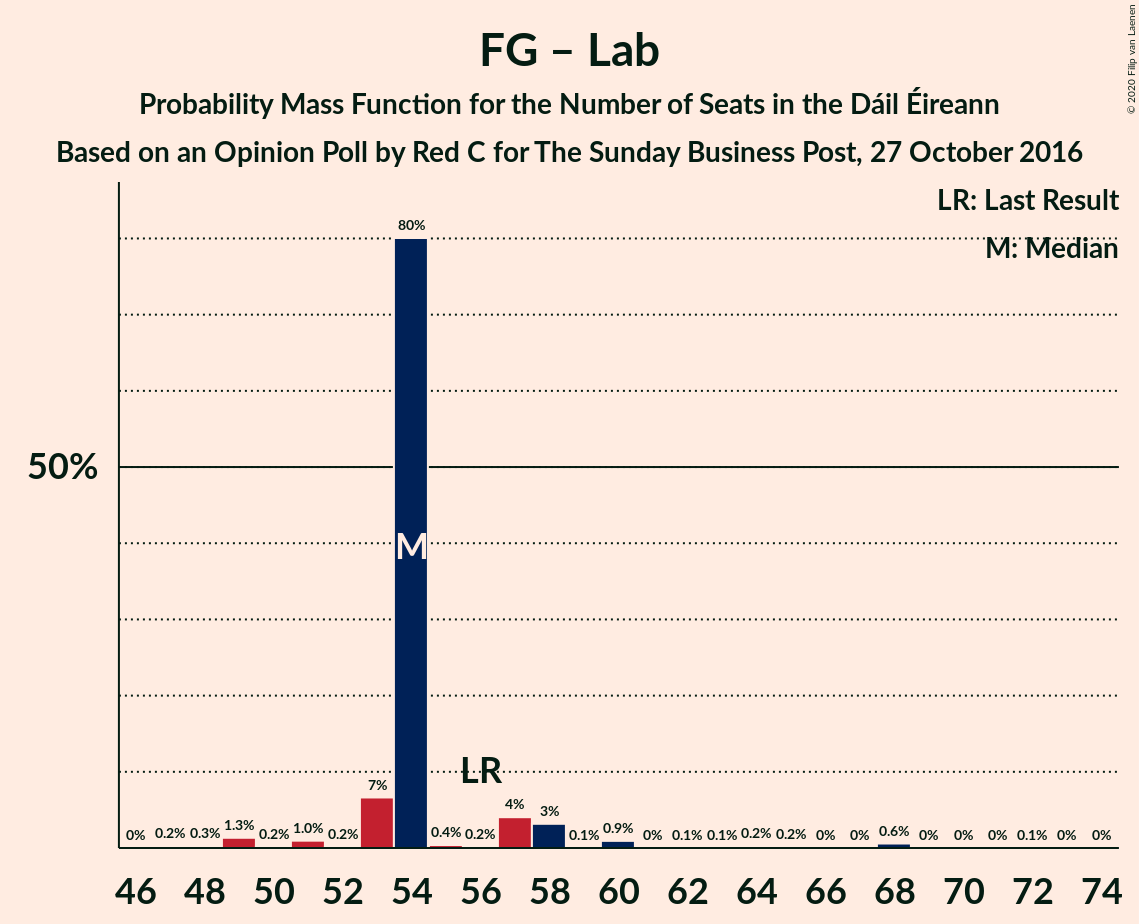 FG – Lab
Probability Mass Function for the Number of Seats in the Dáil Éireann
Based on an Opinion Poll by Red C for The Sunday Business Post, 27 October 2016
© 2020 Filip van Laenen
LR: Last Result
M: Median
50%
0% 0.2% 0.3% 1.3% 0.2% 1.0% 0.2% 7% 80% 0.4% 0.2% 4% 3% 0.1% 0.9% 0% 0.1% 0.1% 0.2% 0.2% 0% 0% 0.6% 0% 0% 0% 0.1% 0% 0%
M
LR
46 48 50 52 54 56 58 60 62 64 66 68 70 72 74